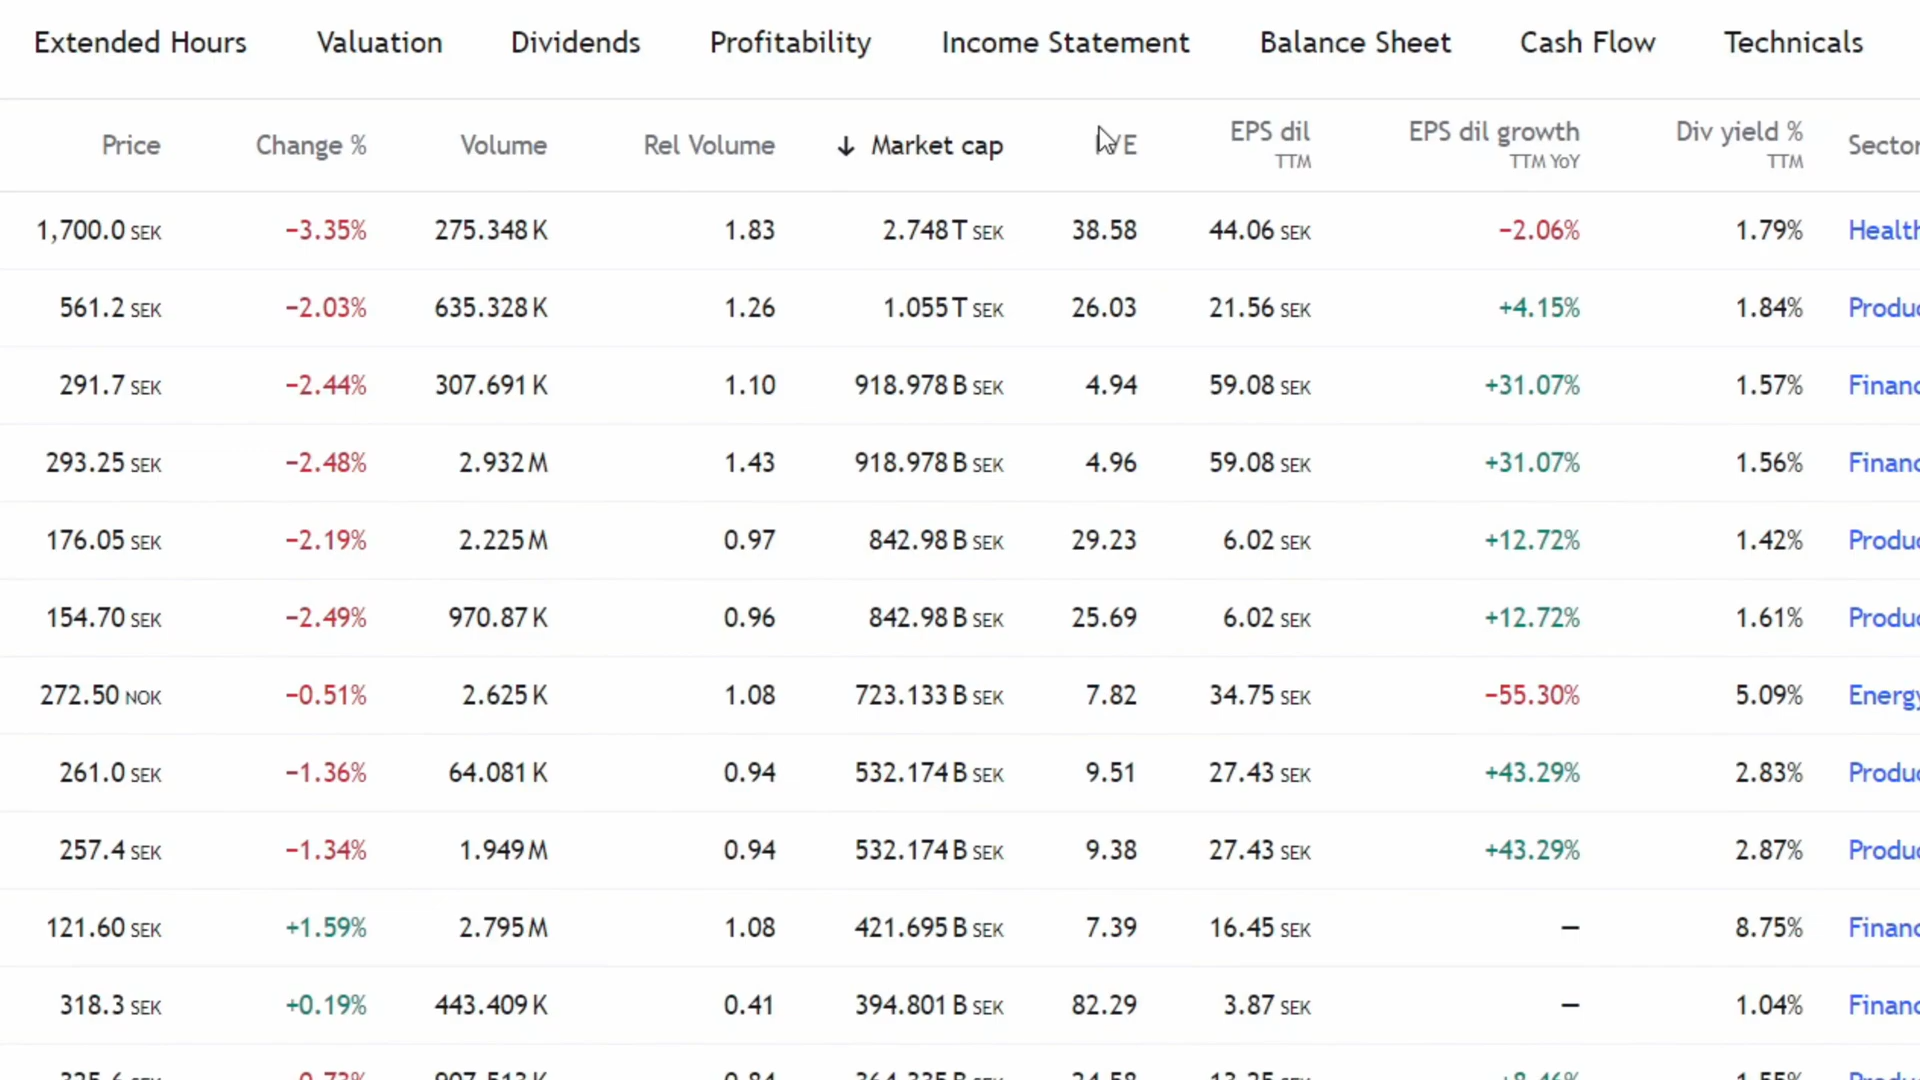 Extended Hours Valuation Dividends Profitability Income Statement Balance Sheet Cash Flow Technicals
Price Change % Volume Rel Volume ↓ Market cap EPS dil TTM EPS dil growth TTM YoY Div yield % TTM
1,700.0 SEK −3.35% 275.348 K 1.83 2.748 T SEK 38.58 44.06 SEK −2.06% 1.79%
561.2 SEK −2.03% 635.328 K 1.26 1.055 T SEK 26.03 21.56 SEK +4.15% 1.84%
291.7 SEK −2.44% 307.691 K 1.10 918.978 B SEK 4.94 59.08 SEK +31.07% 1.57%
293.25 SEK −2.48% 2.932 M 1.43 918.978 B SEK 4.96 59.08 SEK +31.07% 1.56%
176.05 SEK −2.19% 2.225 M 0.97 842.98 B SEK 29.23 6.02 SEK +12.72% 1.42%
154.70 SEK −2.49% 970.87 K 0.96 842.98 B SEK 25.69 6.02 SEK +12.72% 1.61%
272.50 NOK −0.51% 2.625 K 1.08 723.133 B SEK 7.82 34.75 SEK −55.30% 5.09%
261.0 SEK −1.36% 64.081 K 0.94 532.174 B SEK 9.51 27.43 SEK +43.29% 2.83%
257.4 SEK −1.34% 1.949 M 0.94 532.174 B SEK 9.38 27.43 SEK +43.29% 2.87%
121.60 SEK +1.59% 2.795 M 1.08 421.695 B SEK 7.39 16.45 SEK — 8.75%
318.3 SEK +0.19% 443.409 K 0.41 394.801 B SEK 82.29 3.87 SEK — 1.04%